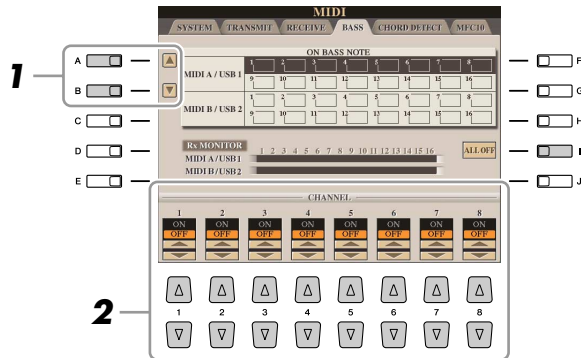 MIDI
SYSTEM TRANSMIT RECEIVE BASS CHORD DETECT MFC10
ON BASS NOTE
1
A
B
C
D
E
F
G
H
I
J
MIDI A / USB 1
1 2 3 4 5 6 7 8
9 10 11 12 13 14 15 16
MIDI B / USB 2
1 2 3 4 5 6 7 8
9 10 11 12 13 14 15 16
Rx MONITOR 1 2 3 4 5 6 7 8 9 10 11 12 13 14 15 16
MIDI A/USB1
MIDI B/USB2
ALL OFF
CHANNEL
1 2 3 4 5 6 7 8
ON ON ON ON ON ON ON ON
OFF OFF OFF OFF OFF OFF OFF OFF
2
1 2 3 4 5 6 7 8